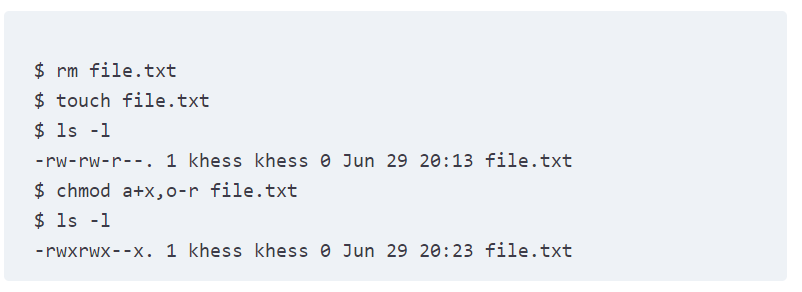 $ rm file.txt
$ touch file.txt
$ ls -l
-rw-rw-r--. 1 khess khess 0 Jun 29 20:13 file.txt
$ chmod a+x,o-r file.txt
$ ls -l
-rwxrwx--x. 1 khess khess 0 Jun 29 20:23 file.txt